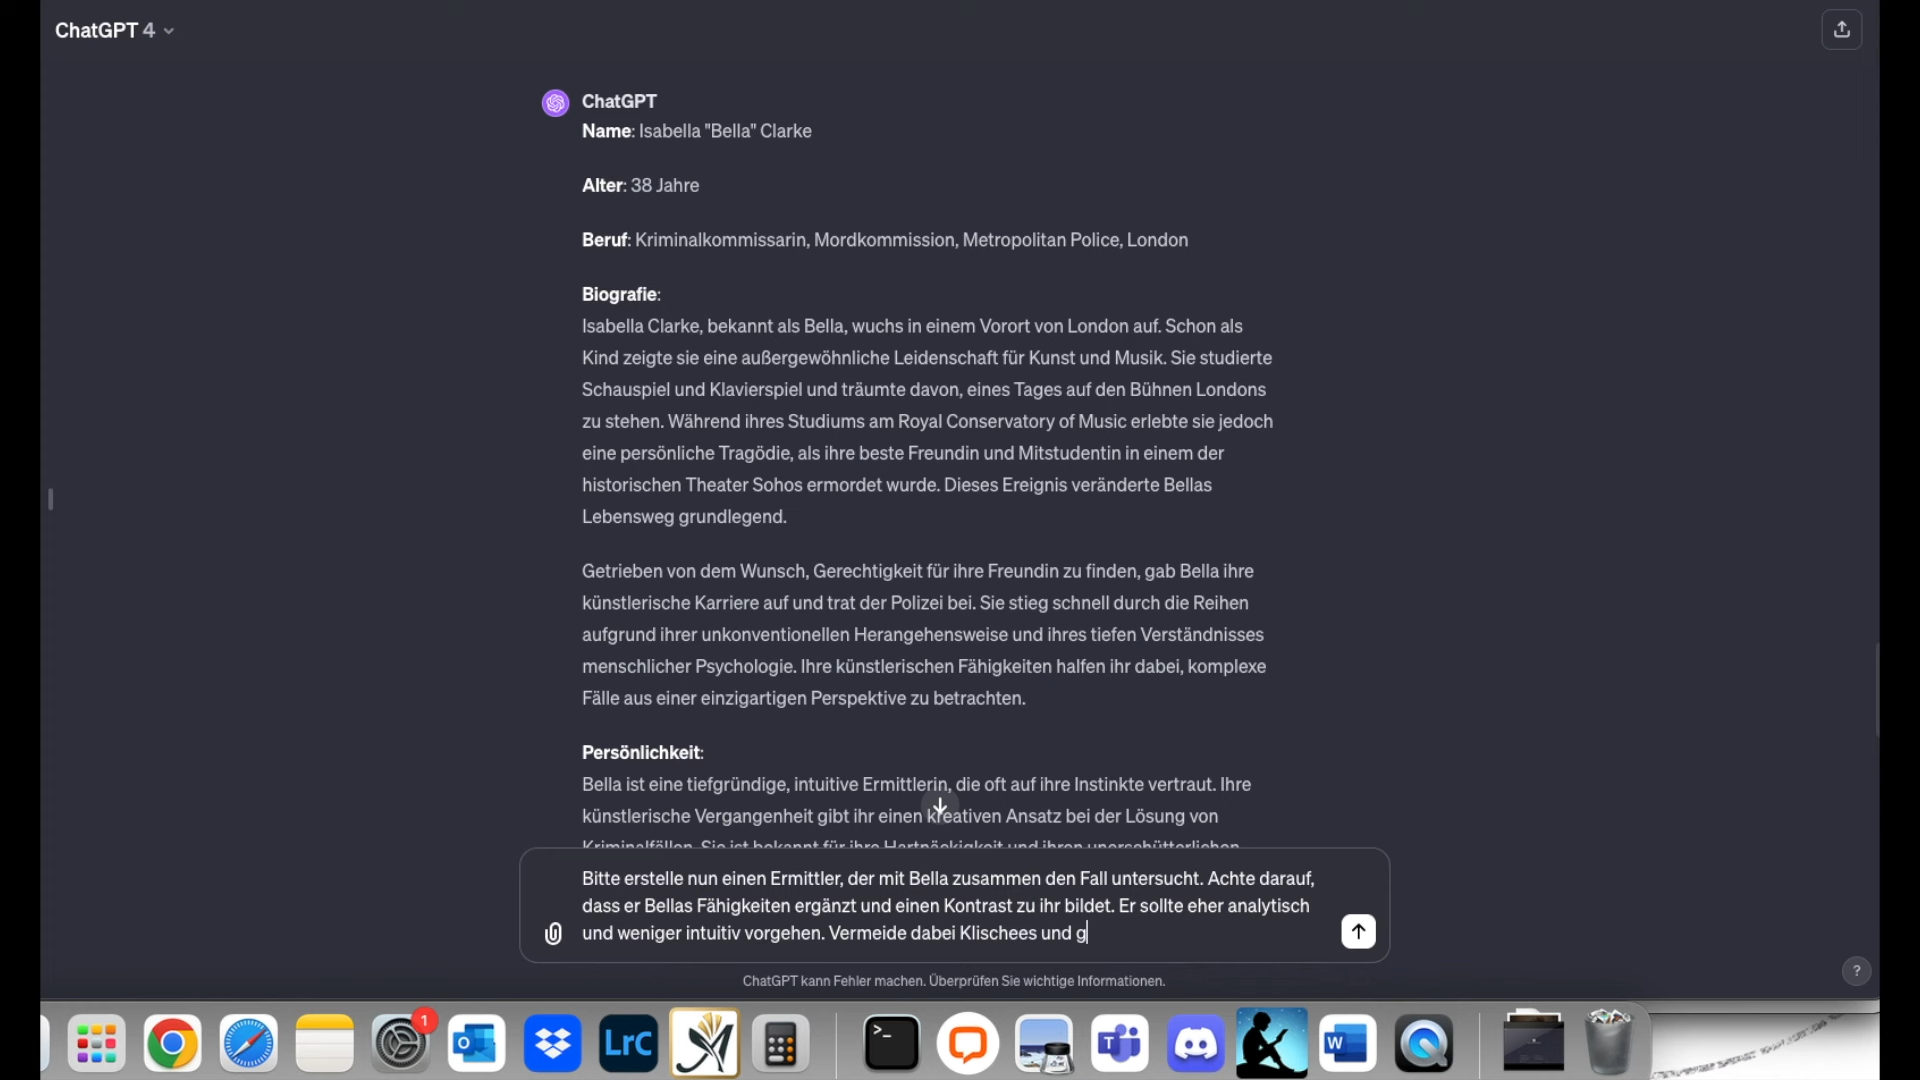 ChatGPT 4
ChatGPT
Name: Isabella "Bella" Clarke
Alter: 38 Jahre
Beruf: Kriminalkommissarin, Mordkommission, Metropolitan Police, London
Biografie:
Isabella Clarke, bekannt als Bella, wuchs in einem Vorort von London auf. Schon als
Kind zeigte sie eine außergewöhnliche Leidenschaft für Kunst und Musik. Sie studierte
Schauspiel und Klavierspiel und träumte davon, eines Tages auf den Bühnen Londons
zu stehen. Während ihres Studiums am Royal Conservatory of Music erlebte sie jedoch
eine persönliche Tragödie, als ihre beste Freundin und Mitstudentin in einem der
historischen Theater Sohos ermordet wurde. Dieses Ereignis veränderte Bellas
Lebensweg grundlegend.
Getrieben von dem Wunsch, Gerechtigkeit für ihre Freundin zu finden, gab Bella ihre
künstlerische Karriere auf und trat der Polizei bei. Sie stieg schnell durch die Reihen
aufgrund ihrer unkonventionellen Herangehensweise und ihres tiefen Verständnisses
menschlicher Psychologie. Ihre künstlerischen Fähigkeiten halfen ihr dabei, komplexe
Fälle aus einer einzigartigen Perspektive zu betrachten.
Persönlichkeit:
Bella ist eine tiefgründige, intuitive Ermittlerin, die oft auf ihre Instinkte vertraut. Ihre
künstlerische Vergangenheit gibt ihr einen kreativen Ansatz bei der Lösung von
Kriminalfällen. Sie ist bekannt für ihre Hartnäckigkeit und ihren unerschütterlichen
Bitte erstelle nun einen Ermittler, der mit Bella zusammen den Fall untersucht. Achte darauf,
dass er Bellas Fähigkeiten ergänzt und einen Kontrast zu ihr bildet. Er sollte eher analytisch
und weniger intuitiv vorgehen. Vermeide dabei Klischees und g
ChatGPT kann Fehler machen. Überprüfen Sie wichtige Informationen.
?
1
LrC